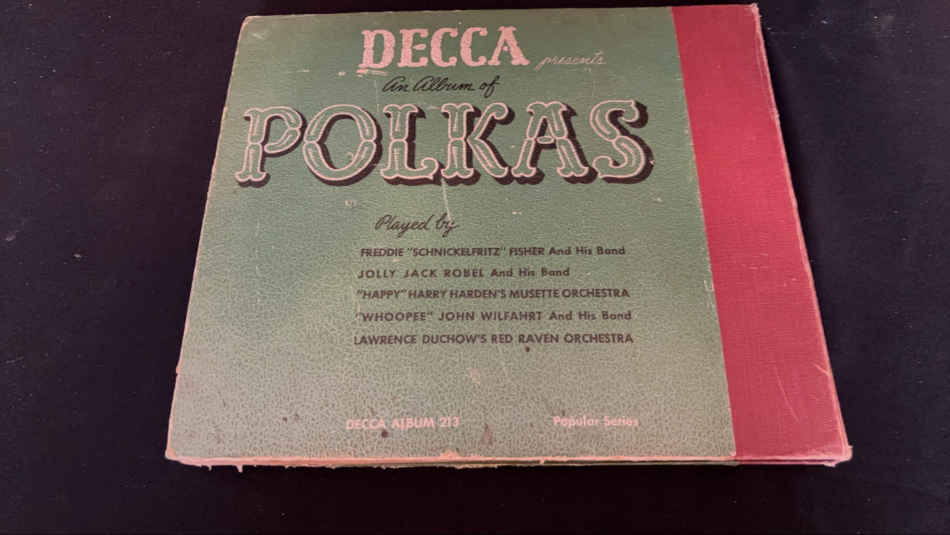 DECCA presents
An Album of
POLKAS
Played by
FREDDIE "SCHNICKELFRITZ" FISHER And His Band
JOLLY JACK ROBEL And His Band
"HAPPY" HARRY HARDEN'S MUSETTE ORCHESTRA
"WHOOPEE" JOHN WILFAHRT And His Band
LAWRENCE DUCHOW'S RED RAVEN ORCHESTRA
DECCA ALBUM 213 Popular Series